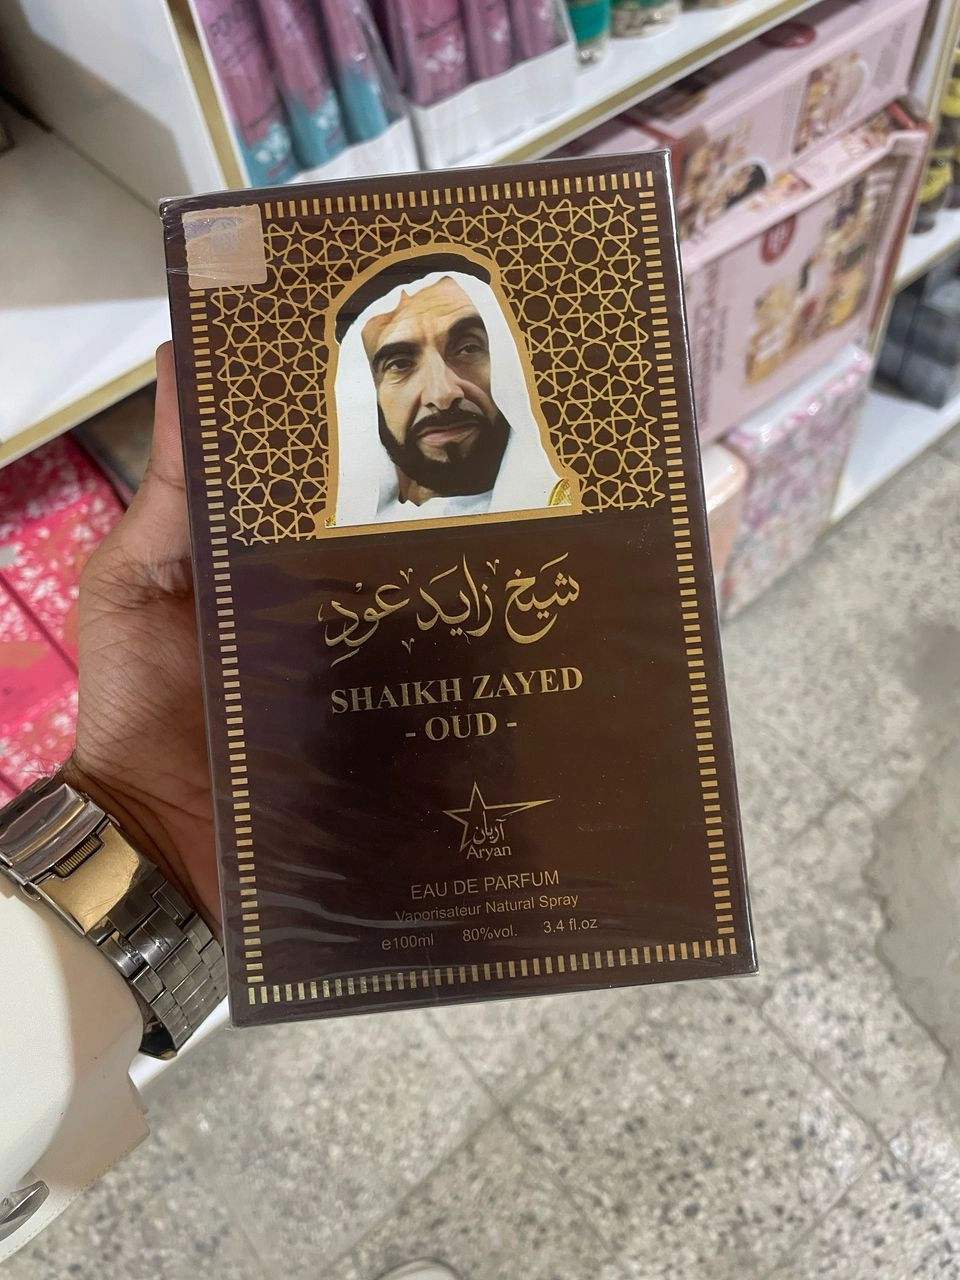 شيخ زايد عود
SHAIKH ZAYED
- OUD -
آريان
Aryan
EAU DE PARFUM
Vaporisateur Natural Spray
e100ml 80%vol. 3.4 fl.oz